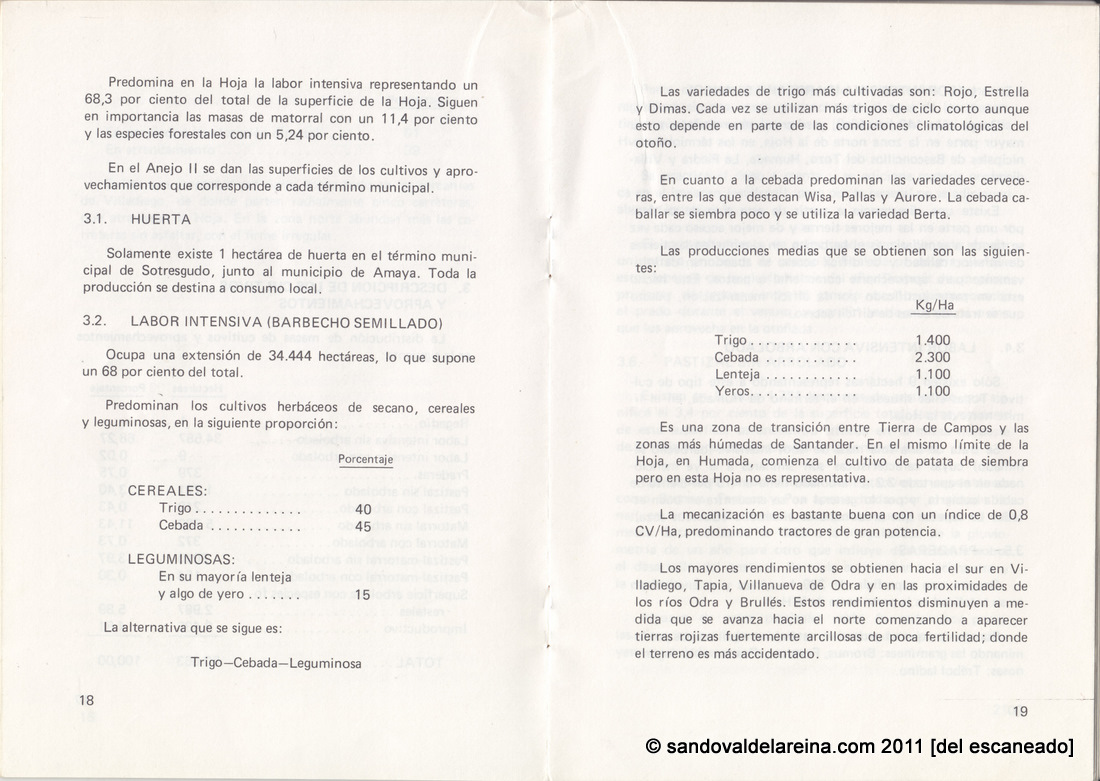 Predomina en la Hoja la labor intensiva representando un
68,3 por ciento del total de la superficie de la Hoja. Siguen
en importancia las masas de matorral con un 11,4 por ciento
y las especies forestales con un 5,24 por ciento.
En el Anejo II se dan las superficies de los cultivos y apro-
vechamientos que corresponde a cada término municipal.
3.1. HUERTA
Solamente existe 1 hectárea de huerta en el término muni-
cipal de Sotresgudo, junto al municipio de Amaya. Toda la
producción se destina a consumo local.
3.2. LABOR INTENSIVA (BARBECHO SEMILLADO)
Ocupa una extensión de 34.444 hectáreas, lo que supone
un 68 por ciento del total.
Predominan los cultivos herbáceos de secano, cereales
y leguminosas, en la siguiente proporción:
Porcentaje
CEREALES:
Trigo . . . . . . . . . . . . . . 40
Cebada . . . . . . . . . . . . 45
LEGUMINOSAS:
En su mayoría lenteja
y algo de yero . . . . . . . 15
La alternativa que se sigue es:
Trigo—Cebada—Leguminosa
18
Las variedades de trigo más cultivadas son: Rojo, Estrella
y Dimas. Cada vez se utilizan más trigos de ciclo corto aunque
esto depende en parte de las condiciones climatológicas del
otoño.
En cuanto a la cebada predominan las variedades cervece-
ras, entre las que destacan Wisa, Pallas y Aurore. La cebada ca-
ballar se siembra poco y se utiliza la variedad Berta.
Las producciones medias que se obtienen son las siguien-
tes:
Kg/Ha
Trigo . . . . . . . . . . . . . . 1.400
Cebada . . . . . . . . . . . . 2.300
Lenteja . . . . . . . . . . . . 1.100
Yeros. . . . . . . . . . . . . . 1.100
Es una zona de transición entre Tierra de Campos y las
zonas más húmedas de Santander. En el mismo límite de la
Hoja, en Humada, comienza el cultivo de patata de siembra
pero en esta Hoja no es representativa.
La mecanización es bastante buena con un índice de 0,8
CV/Ha, predominando tractores de gran potencia.
Los mayores rendimientos se obtienen hacia el sur en Vi-
lladiego, Tapia, Villanueva de Odra y en las proximidades de
los ríos Odra y Brullés. Estos rendimientos disminuyen a me-
dida que se avanza hacia el norte comenzando a aparecer
tierras rojizas fuertemente arcillosas de poca fertilidad; donde
el terreno es más accidentado.
19
© sandovaldelareina.com 2011 [del escaneado]